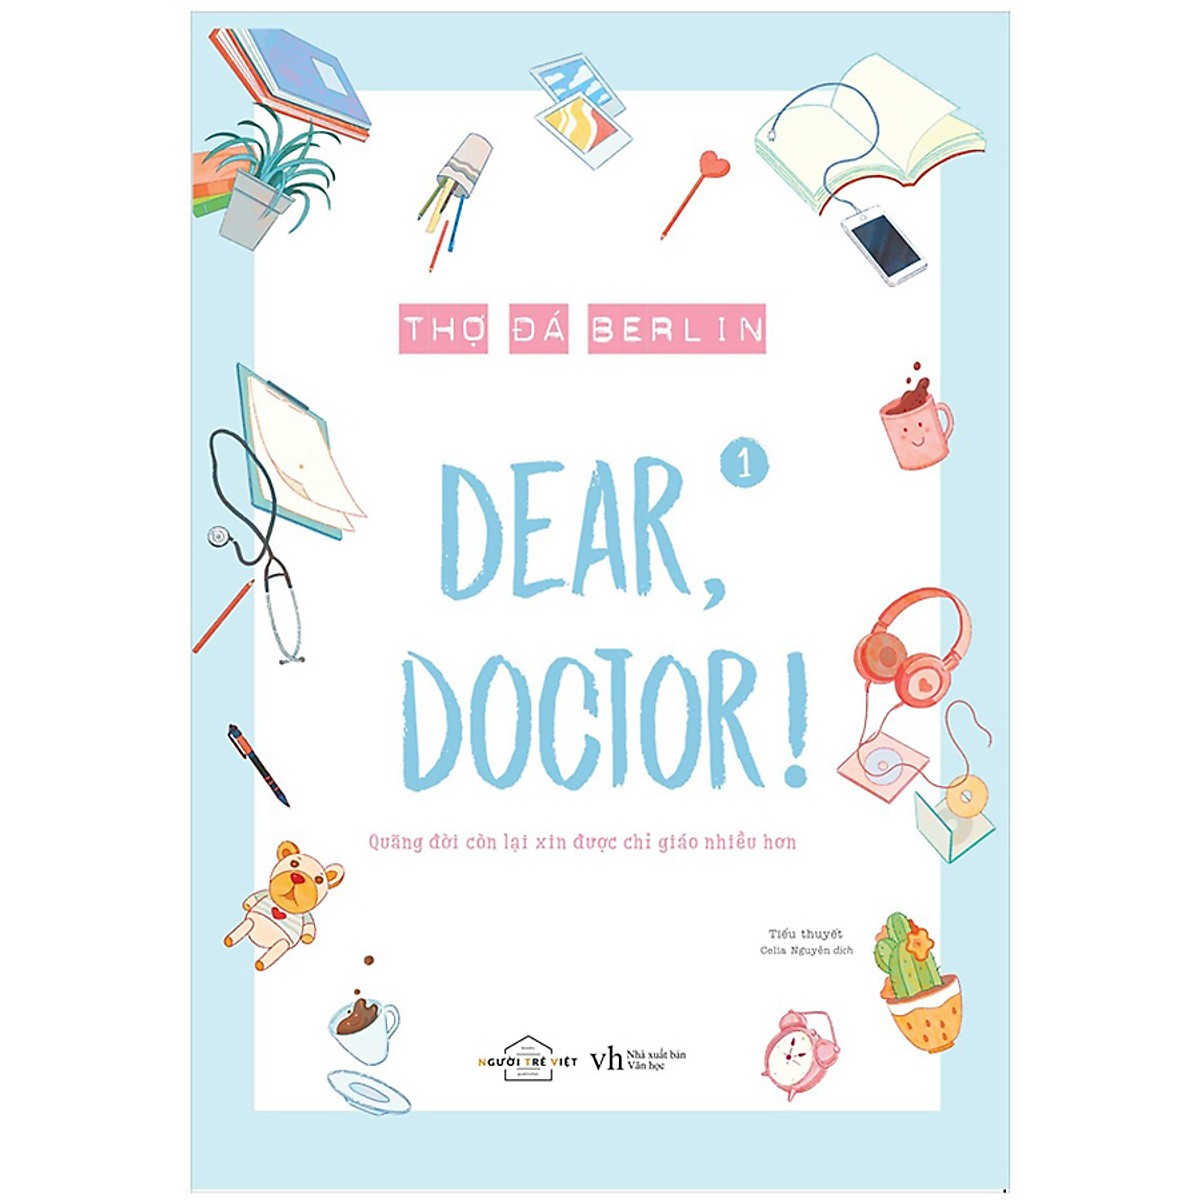 THỢ ĐÁ BERLIN
1
DEAR,
DOCTOR!
Quãng đời còn lại xin được chỉ giáo nhiều hơn
Tiểu thuyết
Celia Nguyễn dịch
NGƯỜI TRẺ VIỆT
vh Nhà xuất bản
Văn học